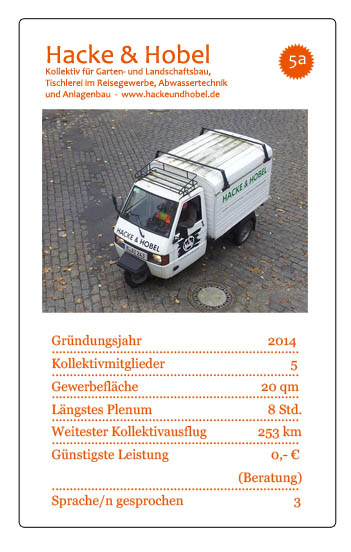 Hacke & Hobel
5a
Kollektiv für Garten- und Landschaftsbau,
Tischlerei im Reisegewerbe, Abwassertechnik
und Anlagenbau - www.hackeundhobel.de
HACKE & HOBEL
HACKE & HOBEL
Gründungsjahr 2014
Kollektivmitglieder 5
Gewerbefläche 20 qm
Längstes Plenum 8 Std.
Weitester Kollektivausflug 253 km
Günstigste Leistung 0,- €
(Beratung)
Sprache/n gesprochen 3